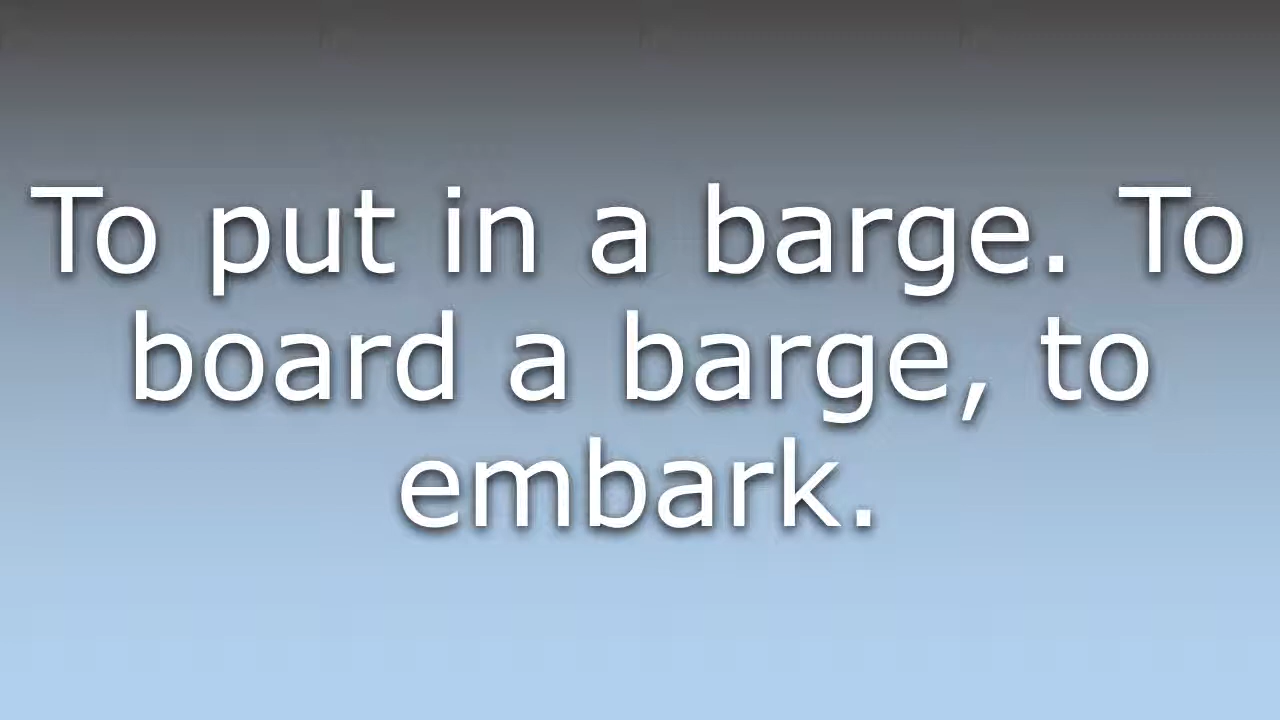 To put in a barge. To
board a barge, to
embark.